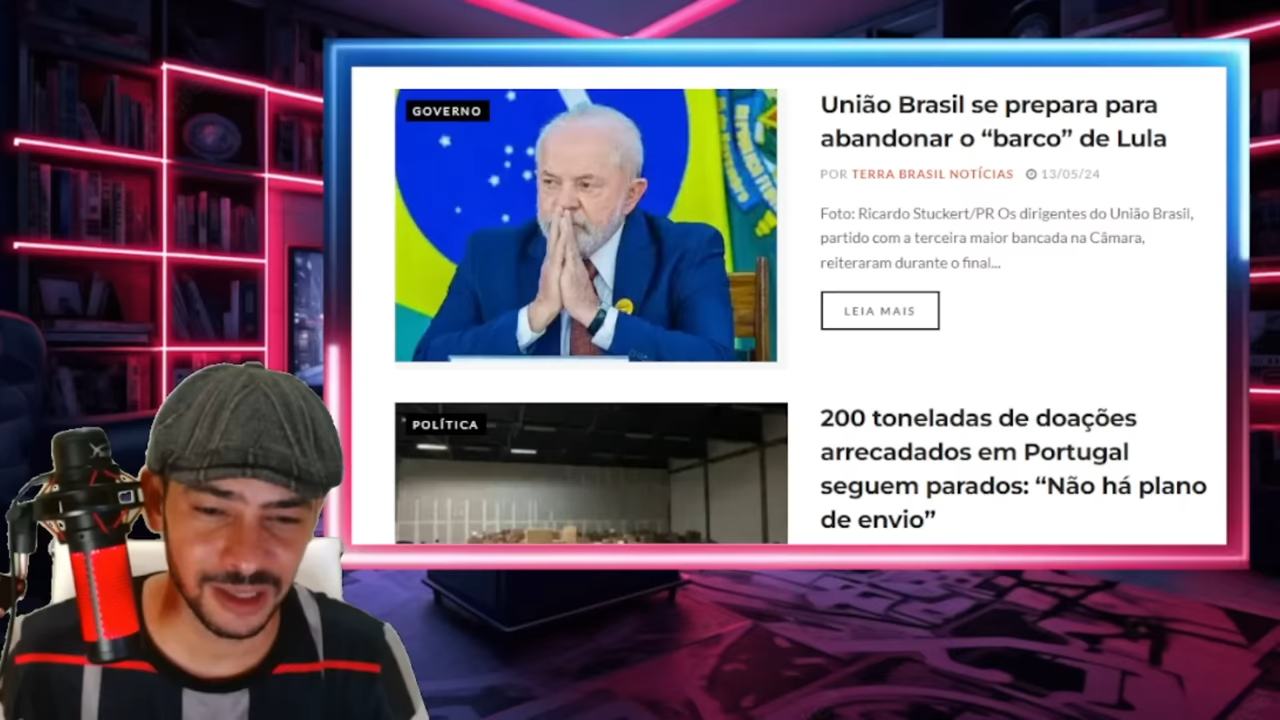 GOVERNO
União Brasil se prepara para
abandonar o “barco” de Lula
POR TERRA BRASIL NOTÍCIAS 13/05/24
Foto: Ricardo Stuckert/PR Os dirigentes do União Brasil,
partido com a terceira maior bancada na Câmara,
reiteraram durante o final...
LEIA MAIS
POLÍTICA
200 toneladas de doações
arrecadados em Portugal
seguem parados: “Não há plano
de envio”